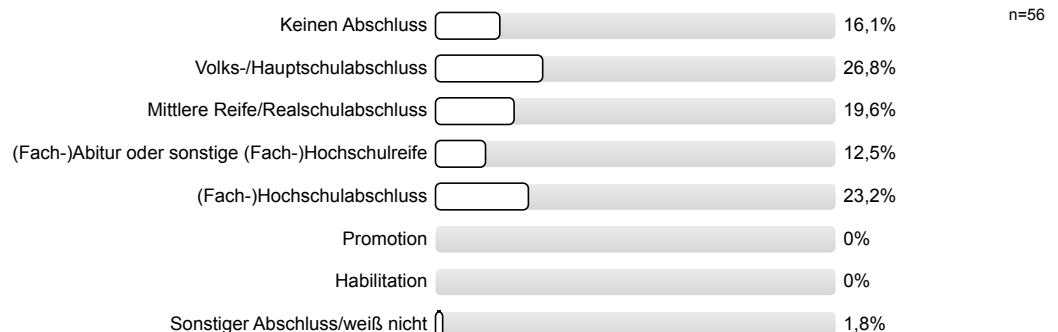 Keinen Abschluss 16,1% n=56
Volks-/Hauptschulabschluss 26,8%
Mittlere Reife/Realschulabschluss 19,6%
(Fach-)Abitur oder sonstige (Fach-)Hochschulreife 12,5%
(Fach-)Hochschulabschluss 23,2%
Promotion 0%
Habilitation 0%
Sonstiger Abschluss/weiß nicht 1,8%